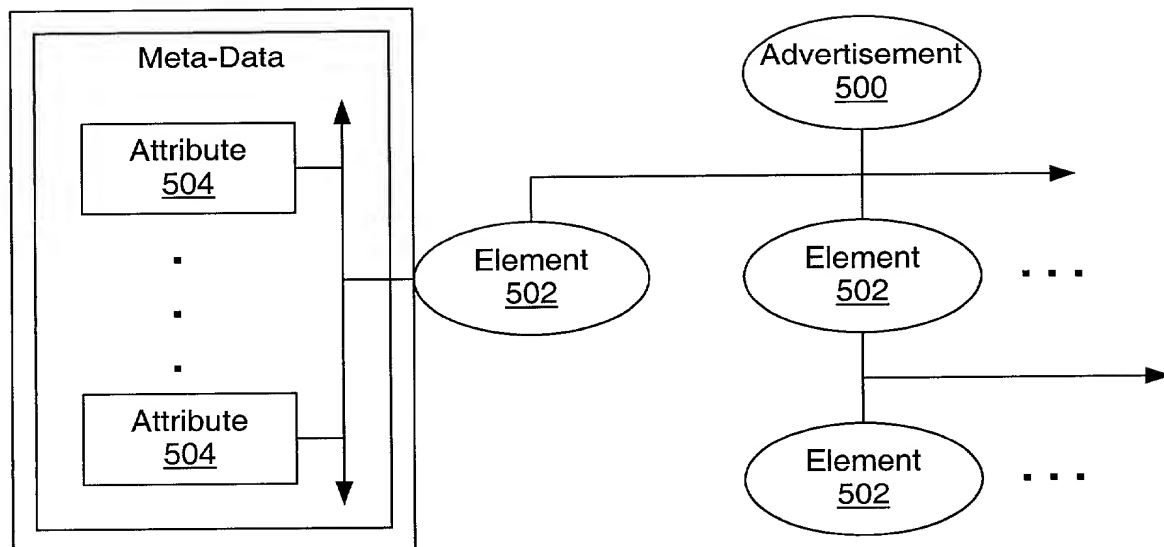 Meta-Data
Attribute
504
Attribute
504
Advertisement
500
Element
502
Element
502
Element
502